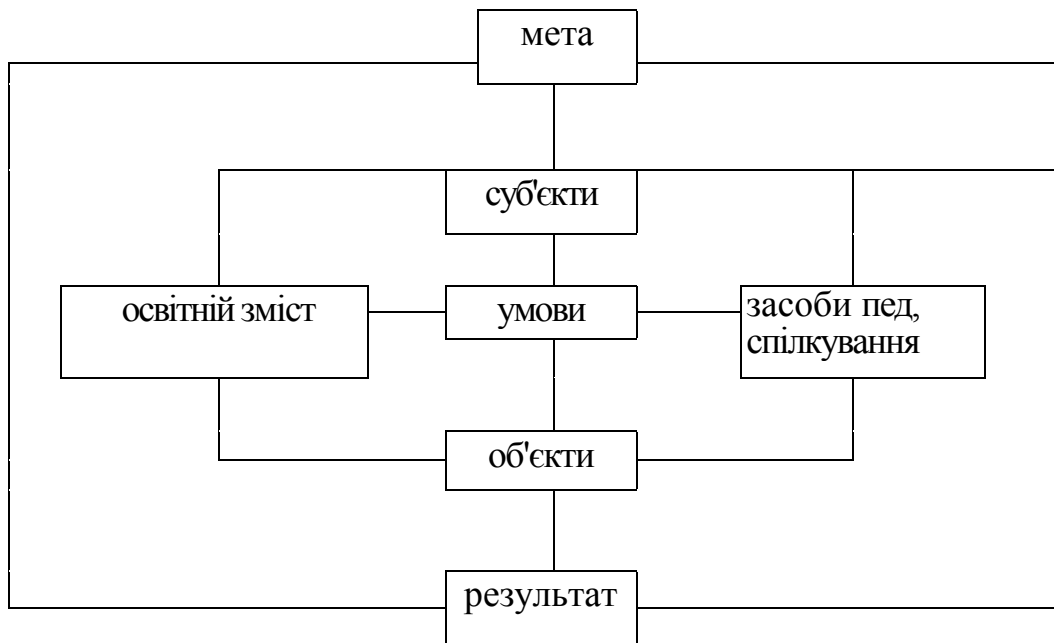 мета
суб'єкти
освітній зміст
умови
засоби пед,
спілкування
об'єкти
результат